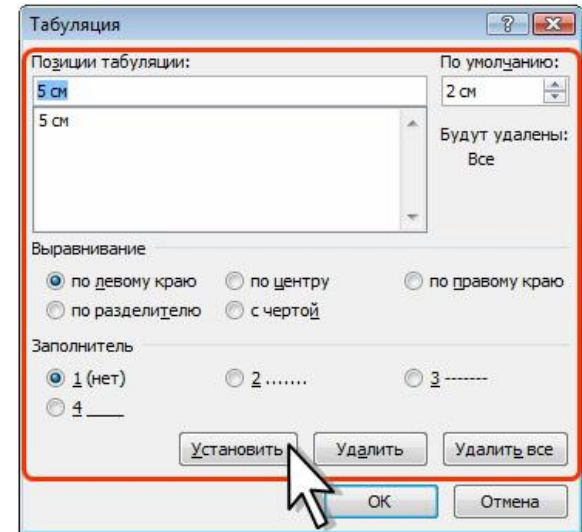 Табуляция
Позиции табуляции: По умолчанию:
5 см 2 см
5 см
Будут удалены:
Все
Выравнивание
по левому краю по центру по правому краю
по разделителю с чертой
Заполнитель
1 (нет) 2 ....... 3 -------
4 ____
Установить Удалить Удалить все
ОК Отмена